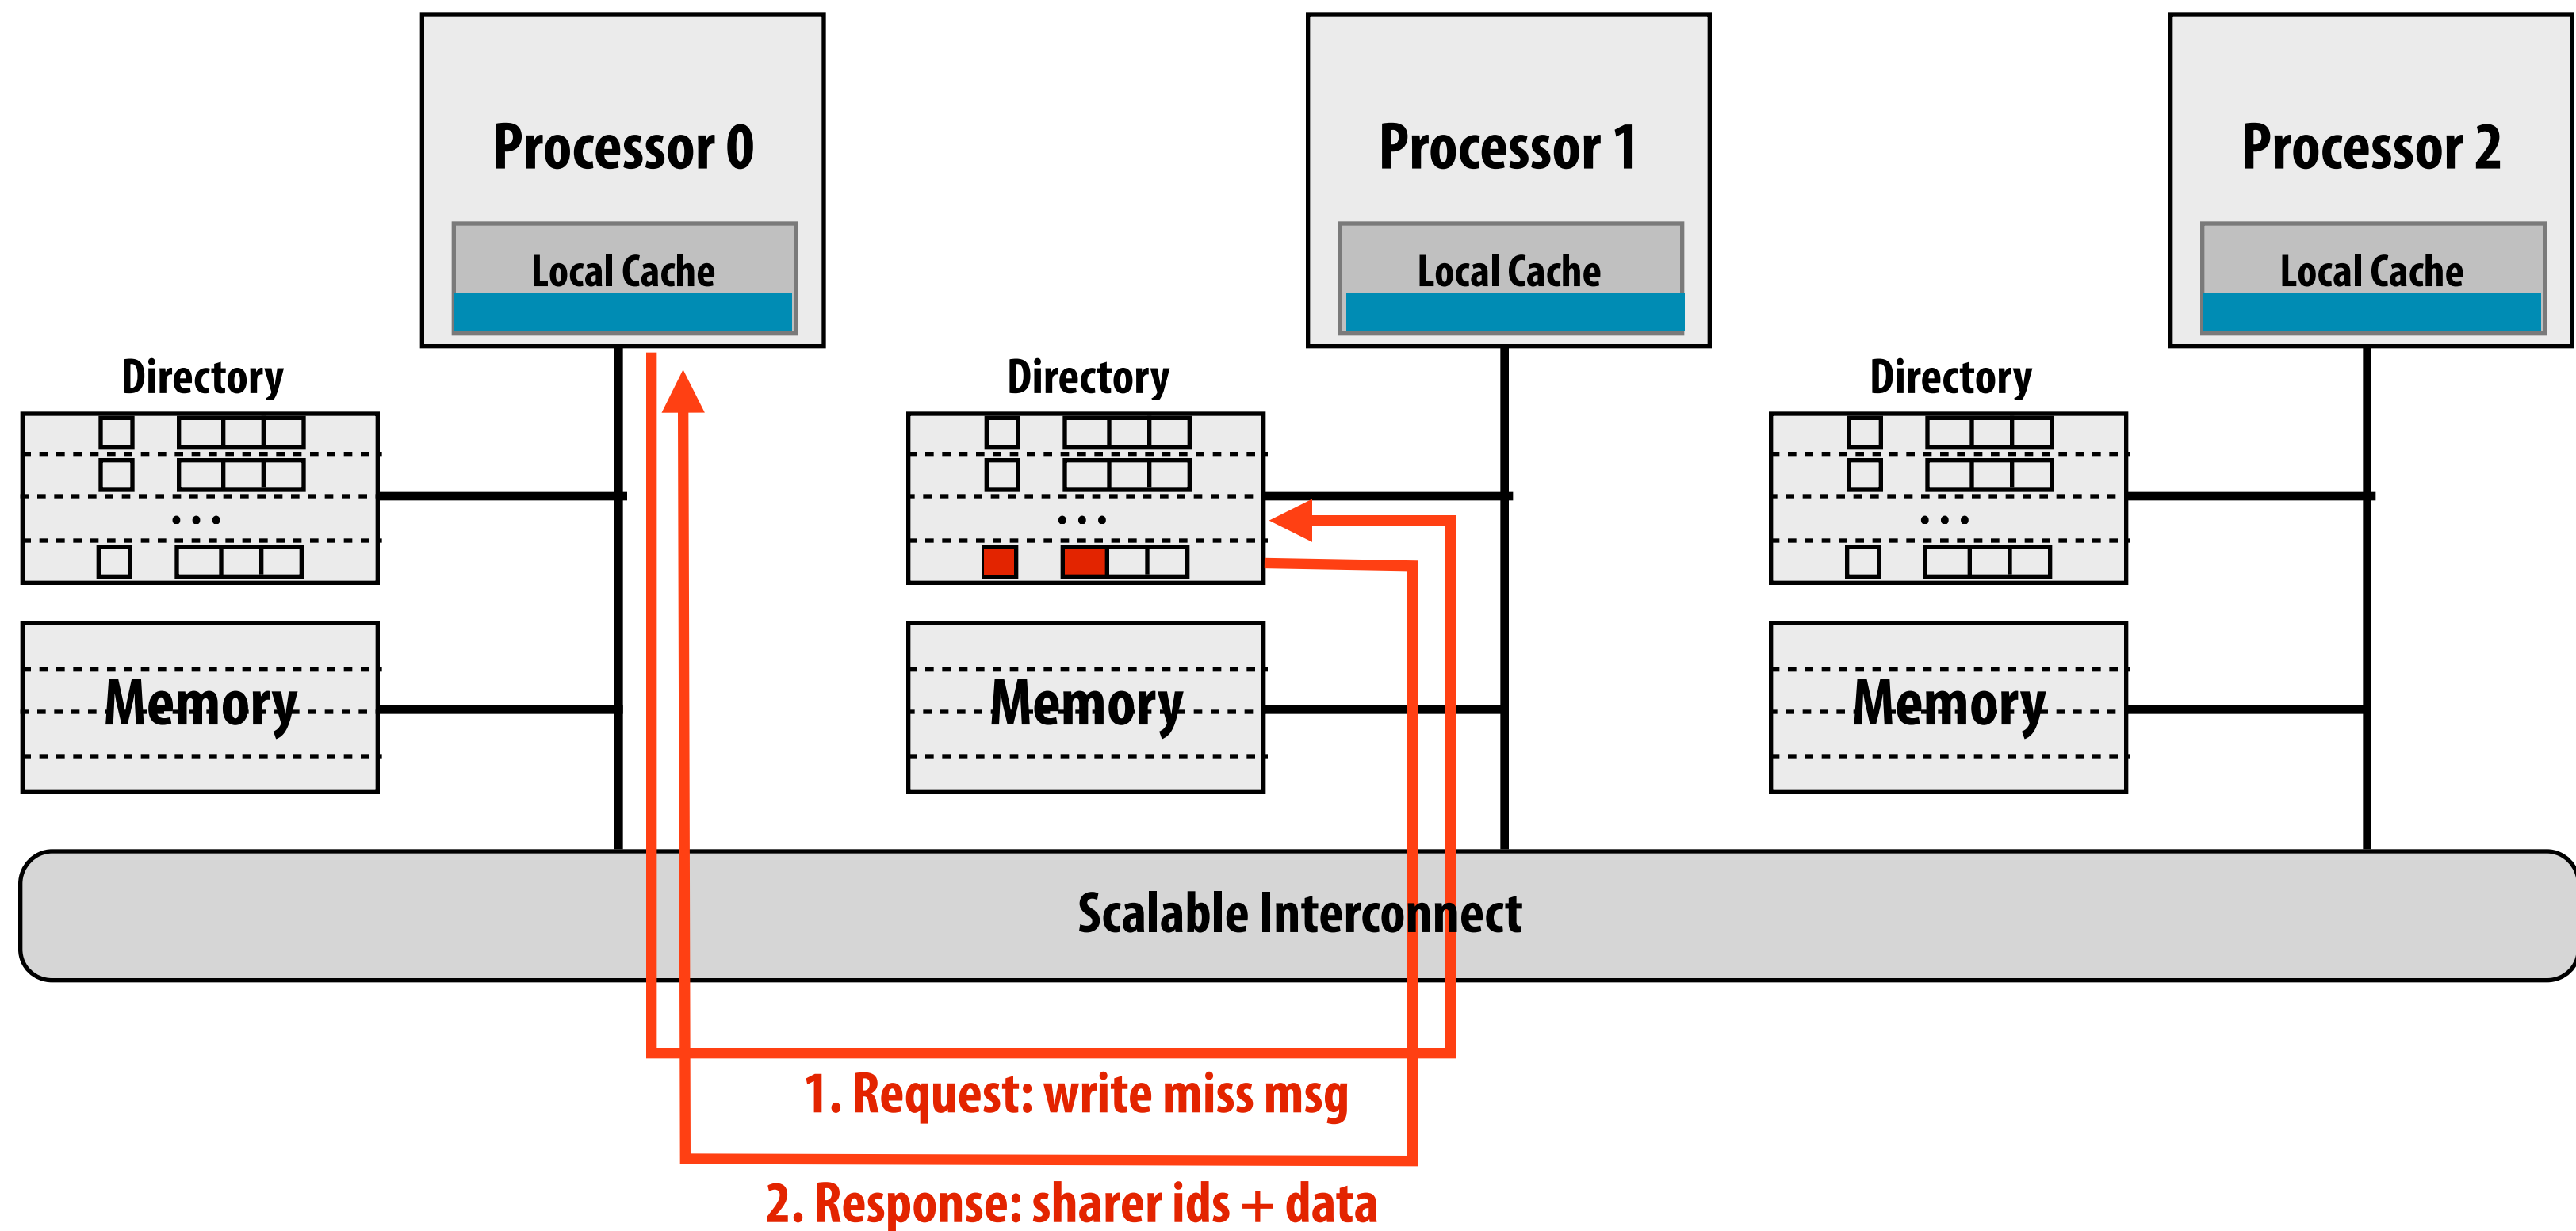 Processor 0
Processor 1
Processor 2
Local Cache
Local Cache
Local Cache
Directory
Directory
Directory
• • •
• • •
• • •
Memory
Memory
Memory
Scalable Interconnect
1. Request: write miss msg
2. Response: sharer ids + data